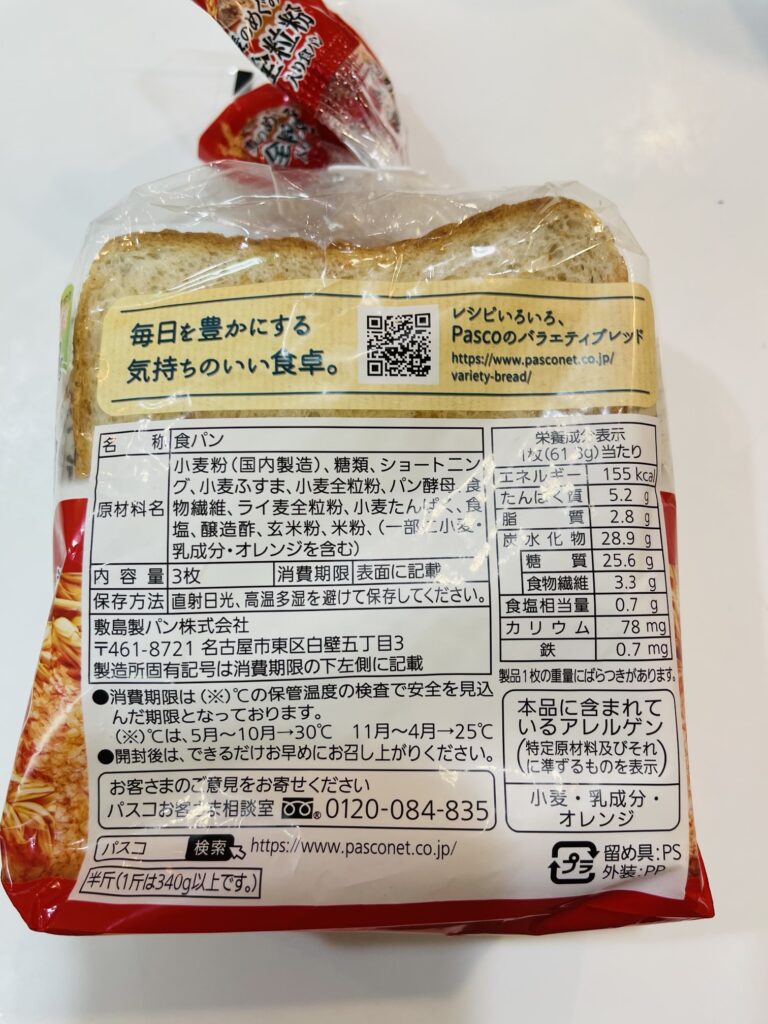 全粒粉
入り食パン
毎日を豊かにする
気持ちのいい食卓。
レシピいろいろ、
Pascoのバラエティブレッド
https://www.pasconet.co.jp/
variety-bread/
名 称 食パン
原材料名 小麦粉(国内製造)、糖類、ショートニン
グ、小麦ふすま、小麦全粒粉、パン酵母、食
物繊維、ライ麦全粒粉、小麦たんぱく、食
塩、醸造酢、玄米粉、米粉、(一部に小麦・
乳成分・オレンジを含む)
内容量 3枚 消費期限 表面に記載
保存方法 直射日光、高温多湿を避けて保存してください。
敷島製パン株式会社
〒461-8721 名古屋市東区白壁五丁目3
製造所固有記号は消費期限の下左側に記載
●消費期限は(※)℃の保管温度の検査で安全を見込
んだ期限となっております。
(※)℃は、5月~10月→30℃ 11月~4月→25℃
●開封後は、できるだけお早めにお召し上がりください。
お客さまのご意見をお寄せください
パスコお客さま相談室 0120-084-835
パスコ 検索 https://www.pasconet.co.jp/
半斤(1斤は340g以上です。)
栄養成分表示
1枚(61.3g)当たり
エネルギー 155 kcal
たんぱく質 5.2 g
脂質 2.8 g
炭水化物 28.9 g
糖質 25.6 g
食物繊維 3.3 g
食塩相当量 0.7 g
カリウム 78 mg
鉄 0.7 mg
製品1枚の重量にばらつきがあります。
本品に含まれて
いるアレルゲン
(特定原材料及びそれ
に準ずるものを表示)
小麦・乳成分・
オレンジ
プラ 留め具:PS
外装:PP